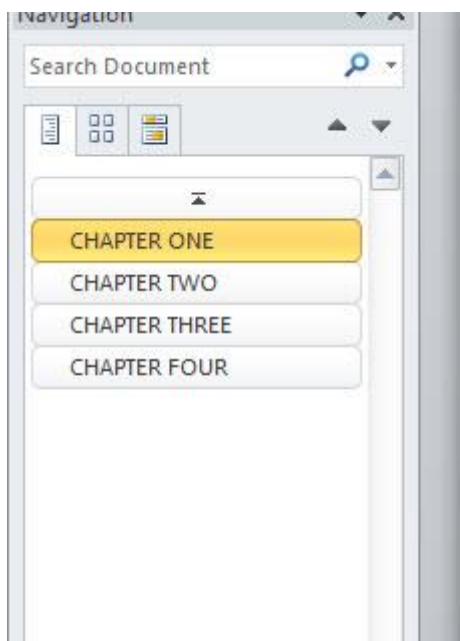 Navigation
Search Document
CHAPTER ONE
CHAPTER TWO
CHAPTER THREE
CHAPTER FOUR